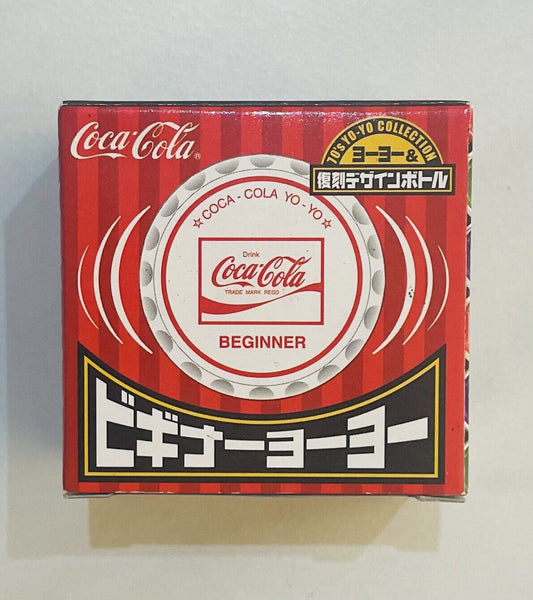 Coca-Cola®
70's YO-YO COLLECTION
ヨーヨー&
復刻デザインボトル
☆COCA-COLA YO-YO☆
Drink
Coca-Cola
TRADE MARK REGD
BEGINNER
ビギナーヨーヨー